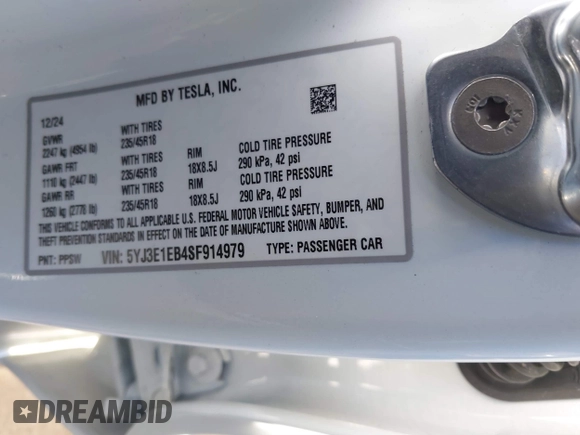 MFD BY TESLA, INC.
12/24
GVWR WITH TIRES RIM COLD TIRE PRESSURE
2247 kg (4954 lb) 235/45R18 18X8.5J 290 kPa, 42 psi
GAWR FRT WITH TIRES RIM COLD TIRE PRESSURE
1110 kg (2447 lb) 235/45R18 18X8.5J 290 kPa, 42 psi
GAWR RR WITH TIRES
1260 kg (2778 lb) 235/45R18
THIS VEHICLE CONFORMS TO ALL APPLICABLE U.S. FEDERAL MOTOR VEHICLE SAFETY, BUMPER, AND
THEFT PREVENTION STANDARDS IN EFFECT ON THE DATE OF MANUFACTURE SHOWN ABOVE.
PNT: PPSW VIN: 5YJ3E1EB4SF914979 TYPE: PASSENGER CAR
DREAMBID